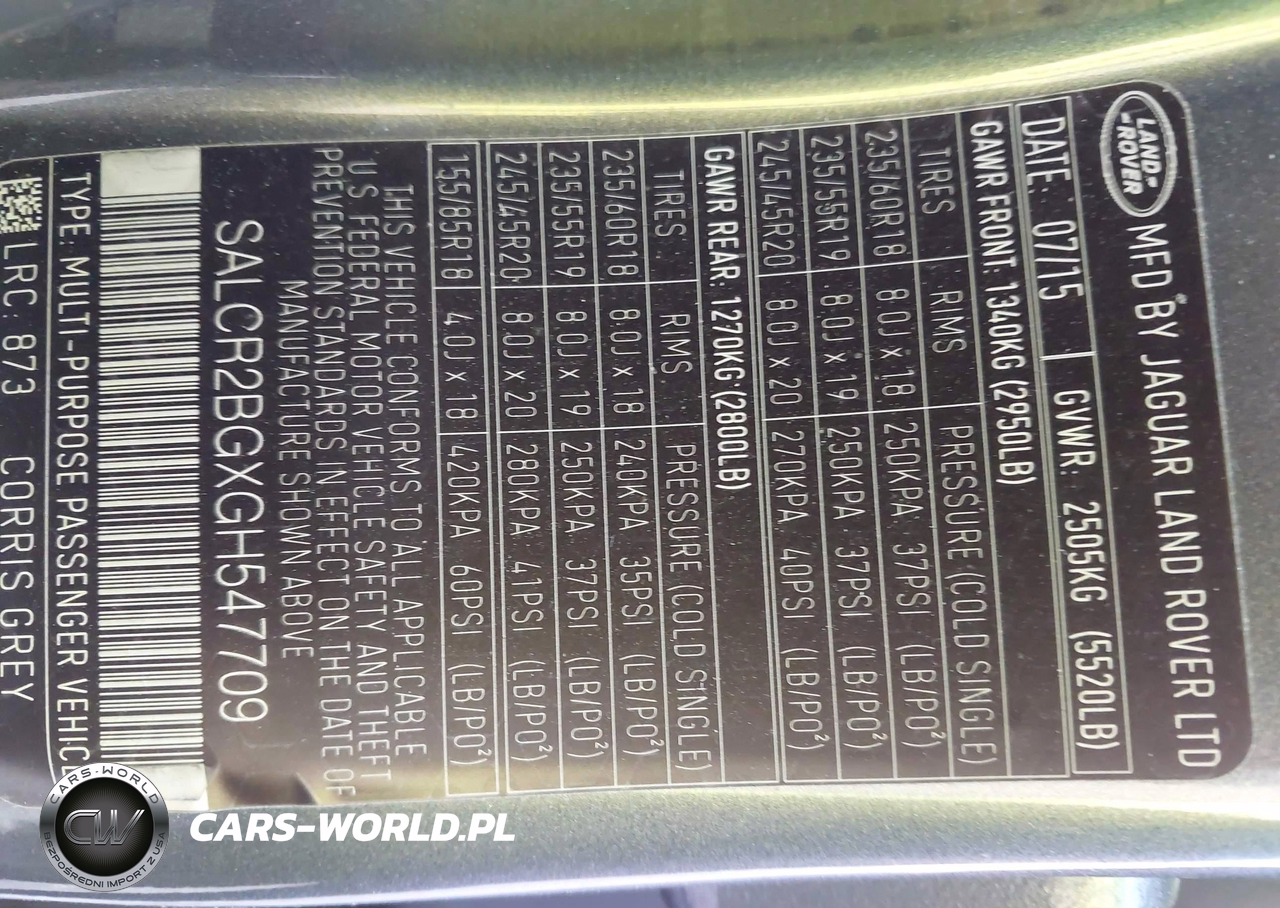 LAND-
-ROVER
MFD BY JAGUAR LAND ROVER LTD
DATE: 07/15 GVWR: 2505KG (5520LB)
GAWR FRONT: 1340KG (2950LB)
TIRES RMS PRESSURE (COLD SINGLE)
235/60R18 8.0J x 18 250KPA 37PSI (LB/PO²)
235/55R19 8.0J x 19 250KPA 37PSI (LB/PO²)
245/45R20 8.0J x 20 270KPA 40PSI (LB/PO²)
GAWR REAR: 1270KG (2800LB)
TIRES RMS PRESSURE (COLD SINGLE)
235/60R18 8.0J x 18 240KPA 35PSI (LB/PO²)
235/55R19 8.0J x 19 250KPA 37PSI (LB/PO²)
245/45R20 8.0J x 20 280KPA 41PSI (LB/PO²)
155/85R18 4.0J x 18 420KPA 60PSI (LB/PO²)
THIS VEHICLE CONFORMS TO ALL APPLICABLE
U S FEDERAL MOTOR VEHICLE SAFETY AND THEFT
PREVENTION STANDARDS IN EFFECT ON THE DATE OF
MANUFACTURE SHOWN ABOVE
SALCR2BGXGH547709
TYPE: MULTI-PURPOSE PASSENGER VEHIC
LRC: 873 CORRIS GREY
CARS-WORLD
CW
BEZPOŚREDNI IMPORT Z USA
CARS-WORLD.PL